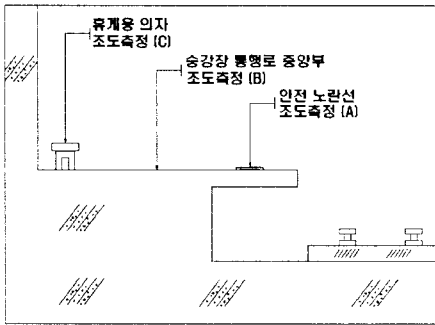 휴게용 의자
조도측정 (C)
승강장 통행로 중앙부
조도측정 (B)
안전 노란선
조도측정 (A)